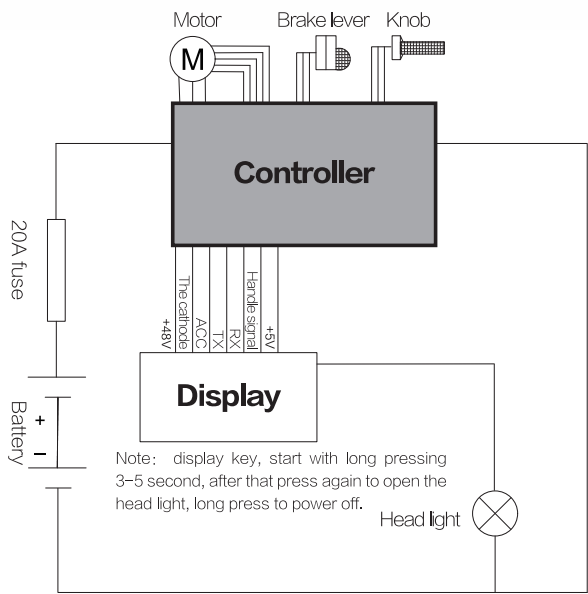 Motor
Brake lever
Knob
M
Controller
20A fuse
+48V
The cathode
ACC
TX
RX
Handle signal
+5V
Display
Battery
+
−
Note： display key, start with long pressing
3-5 second, after that press again to open the
head light, long press to power off.
Head light